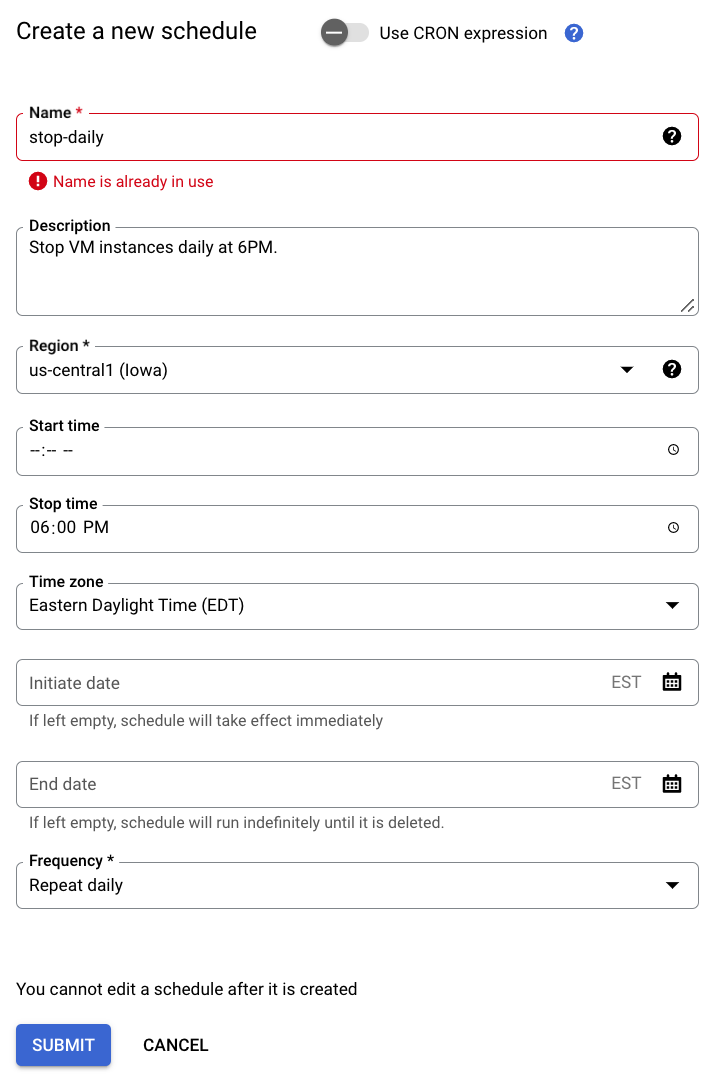 Create a new schedule
Use CRON expression
Name *
stop-daily
Name is already in use
Description
Stop VM instances daily at 6PM.
Region *
us-central1 (Iowa)
Start time
--:-- --
Stop time
06:00 PM
Time zone
Eastern Daylight Time (EDT)
Initiate date EST
If left empty, schedule will take effect immediately
End date EST
If left empty, schedule will run indefinitely until it is deleted.
Frequency *
Repeat daily
You cannot edit a schedule after it is created
SUBMIT CANCEL